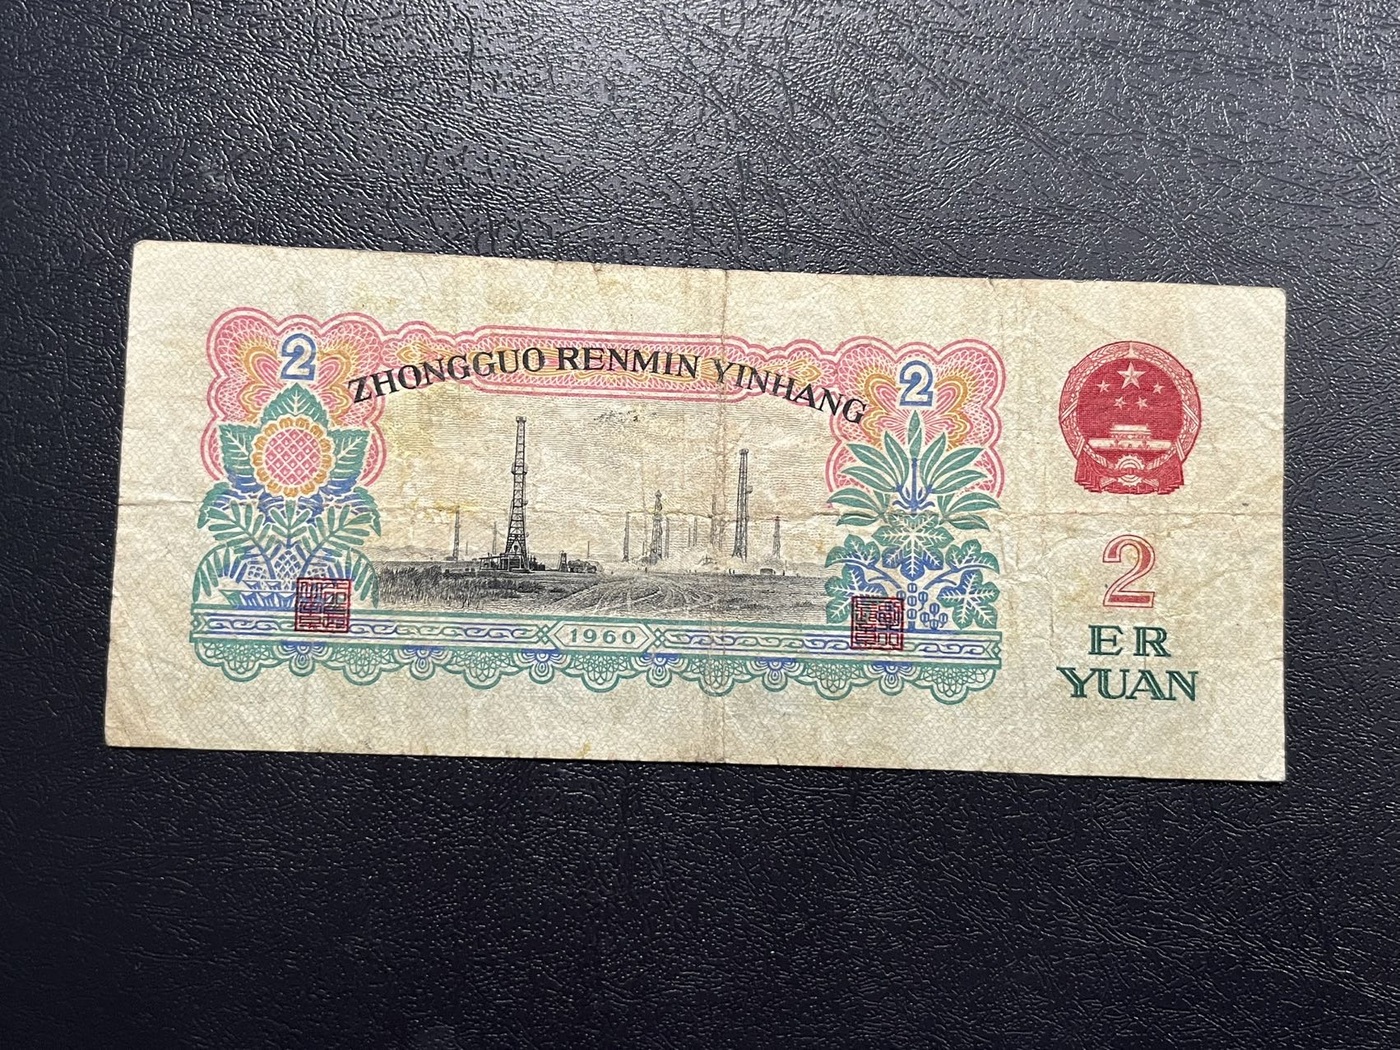 2
2
ZHONGGUO RENMIN YINHANG
1960
2
ER
YUAN